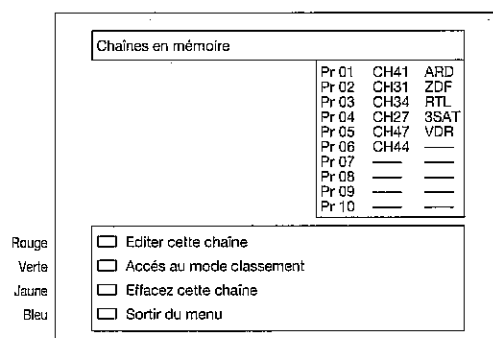 Chaînes en mémoire
Pr 01 CH41 ARD
Pr 02 CH31 ZDF
Pr 03 CH34 RTL
Pr 04 CH27 3SAT
Pr 05 CH47 VDR
Pr 06 CH44 —
Pr 07 — —
Pr 08 — —
Pr 09 — —
Pr 10 — —
Rouge Editer cette chaîne
Verte Accés au mode classement
Jaune Effacez cette chaîne
Bleu Sortir du menu